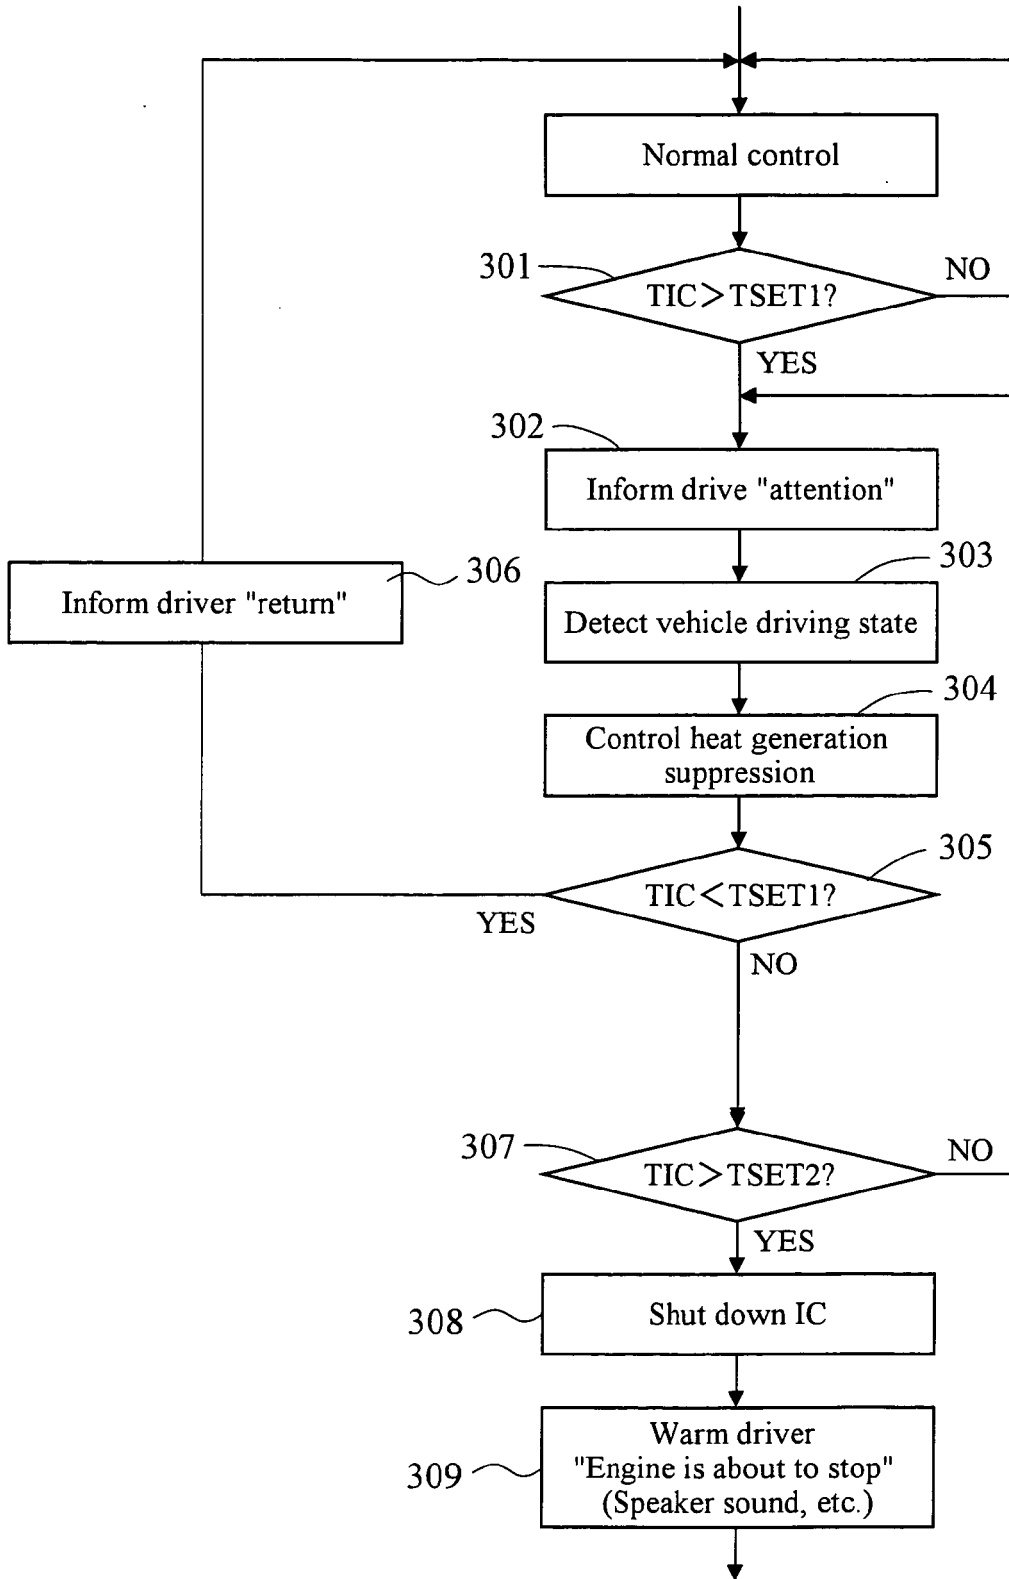 Normal control
301
TIC>TSET1?
NO
YES
302
Inform drive "attention"
303
Detect vehicle driving state
306
Inform driver "return"
304
Control heat generation
suppression
305
TIC<TSET1?
YES
NO
307
TIC>TSET2?
NO
YES
308
Shut down IC
309
Warm driver
"Engine is about to stop"
(Speaker sound, etc.)